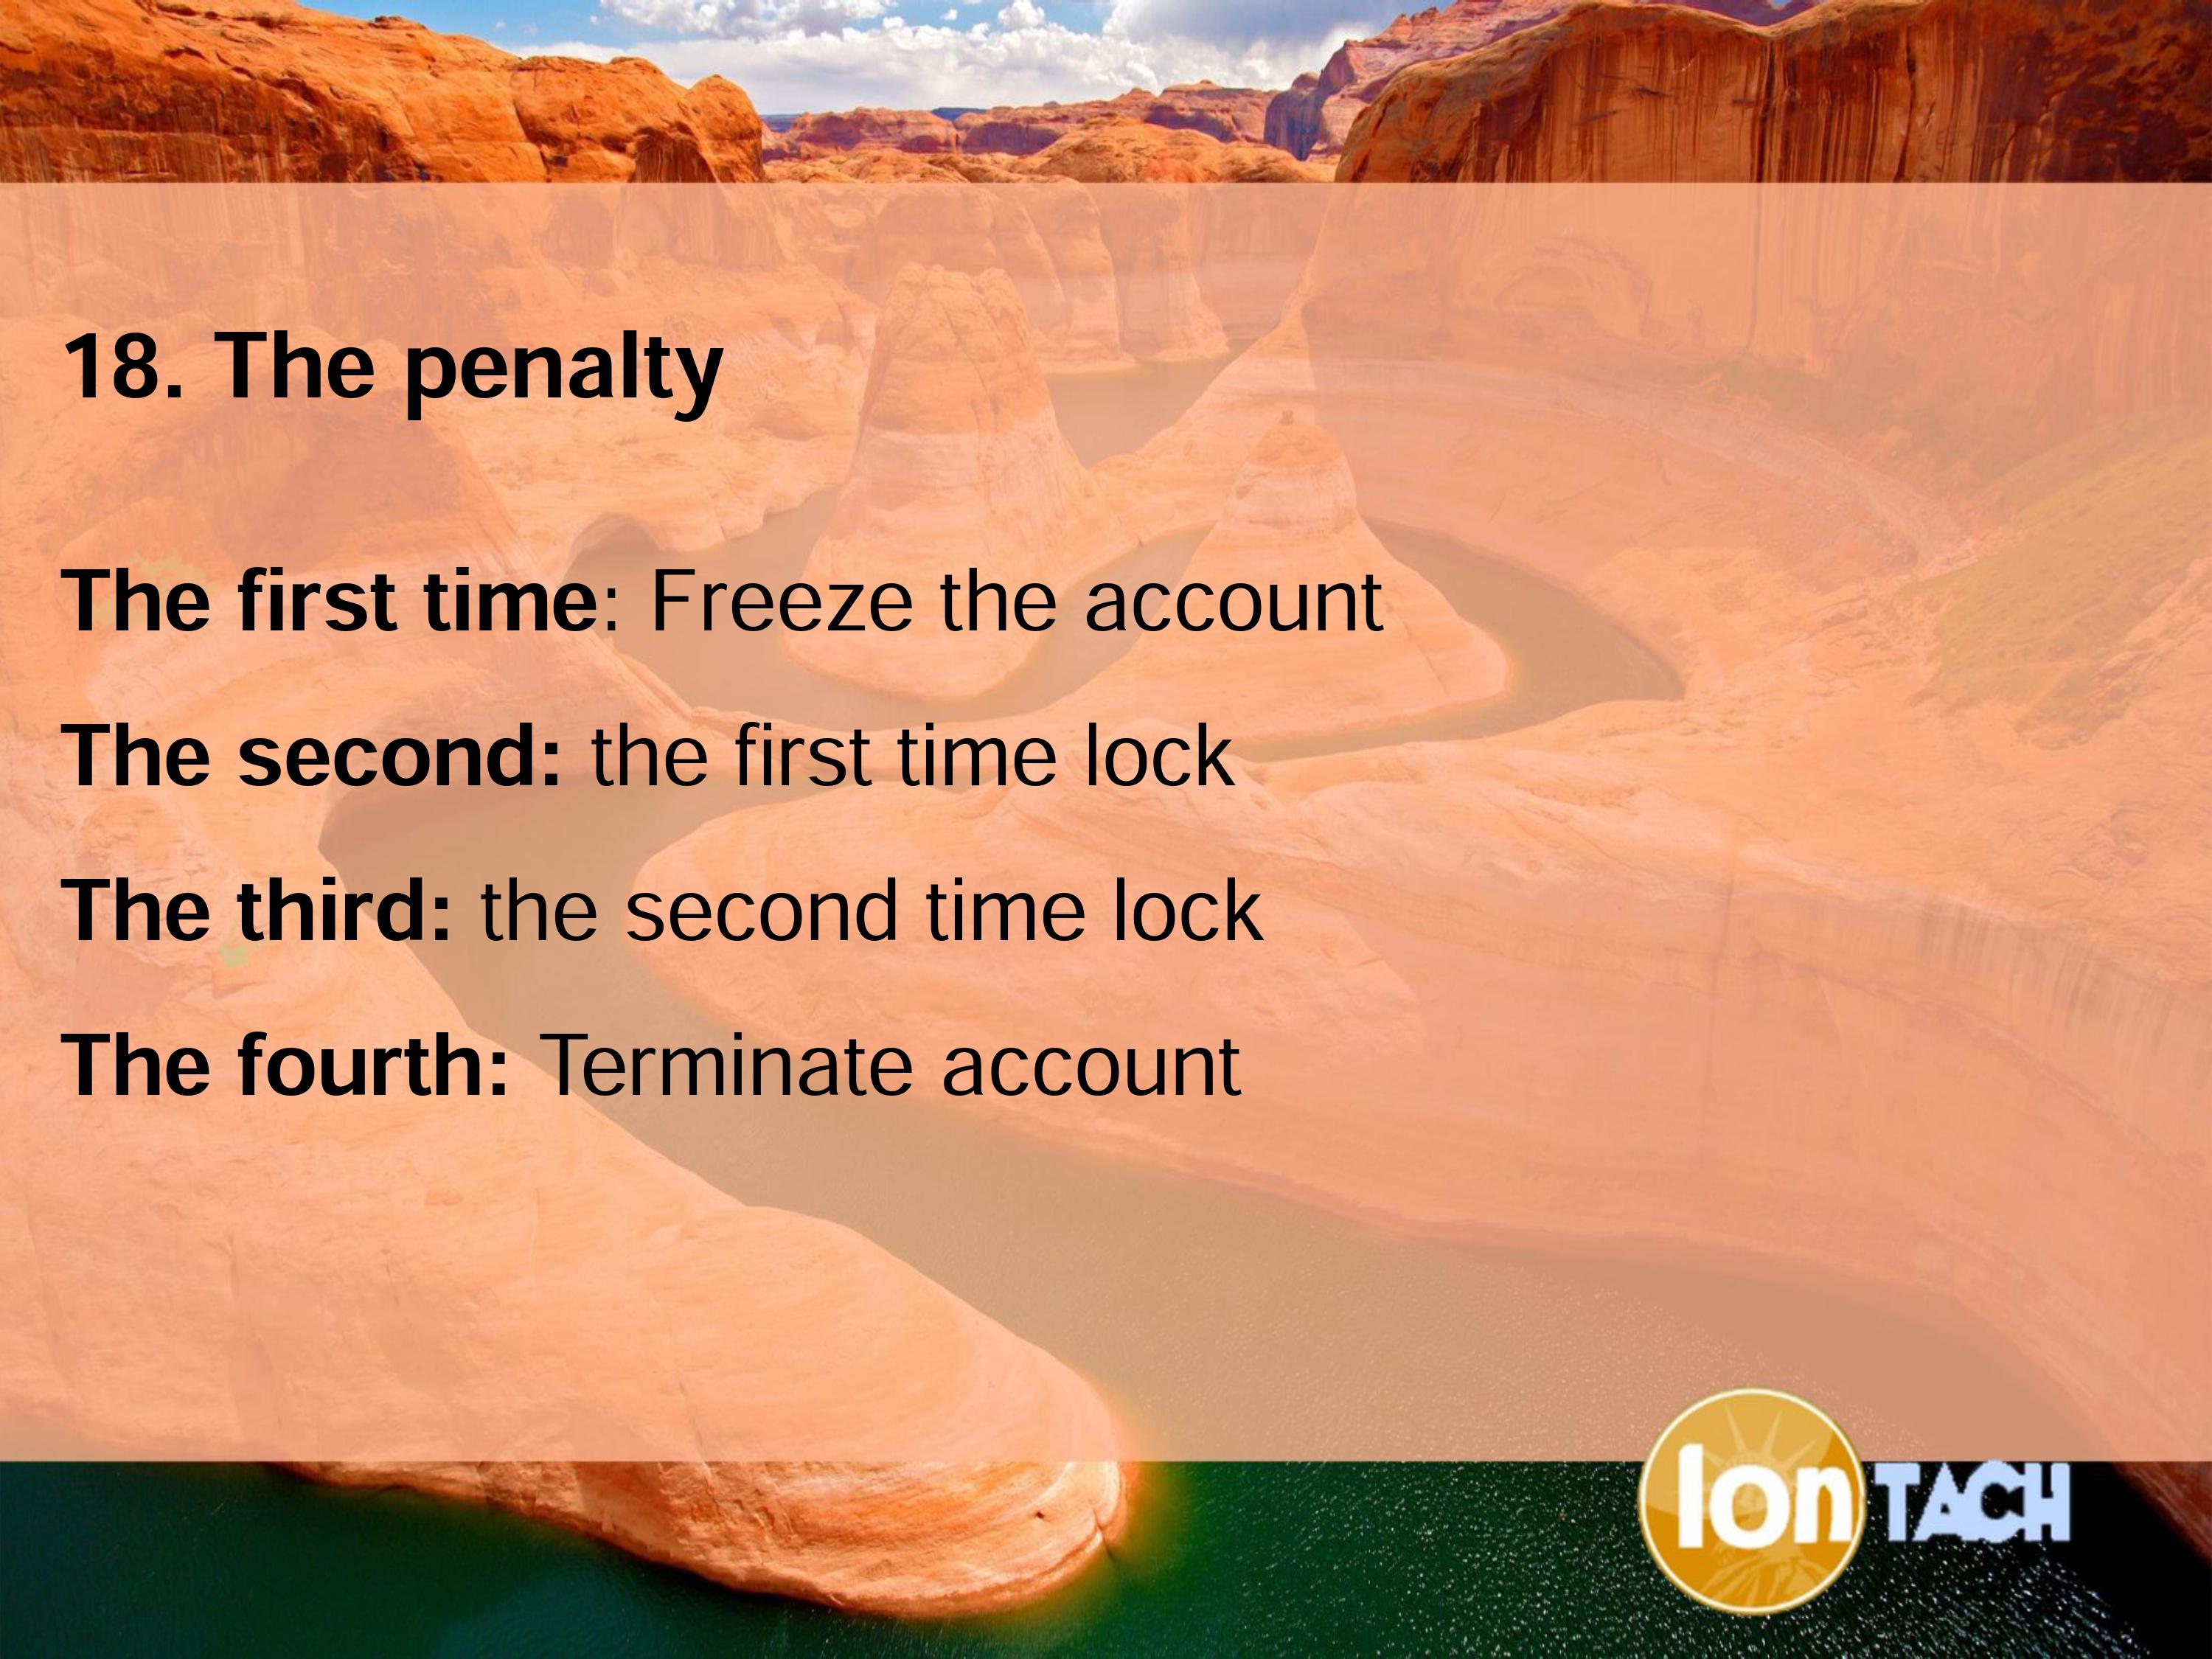 18. The penalty
The first time: Freeze the account
The second: the first time lock
The third: the second time lock
The fourth: Terminate account
Ion TACH